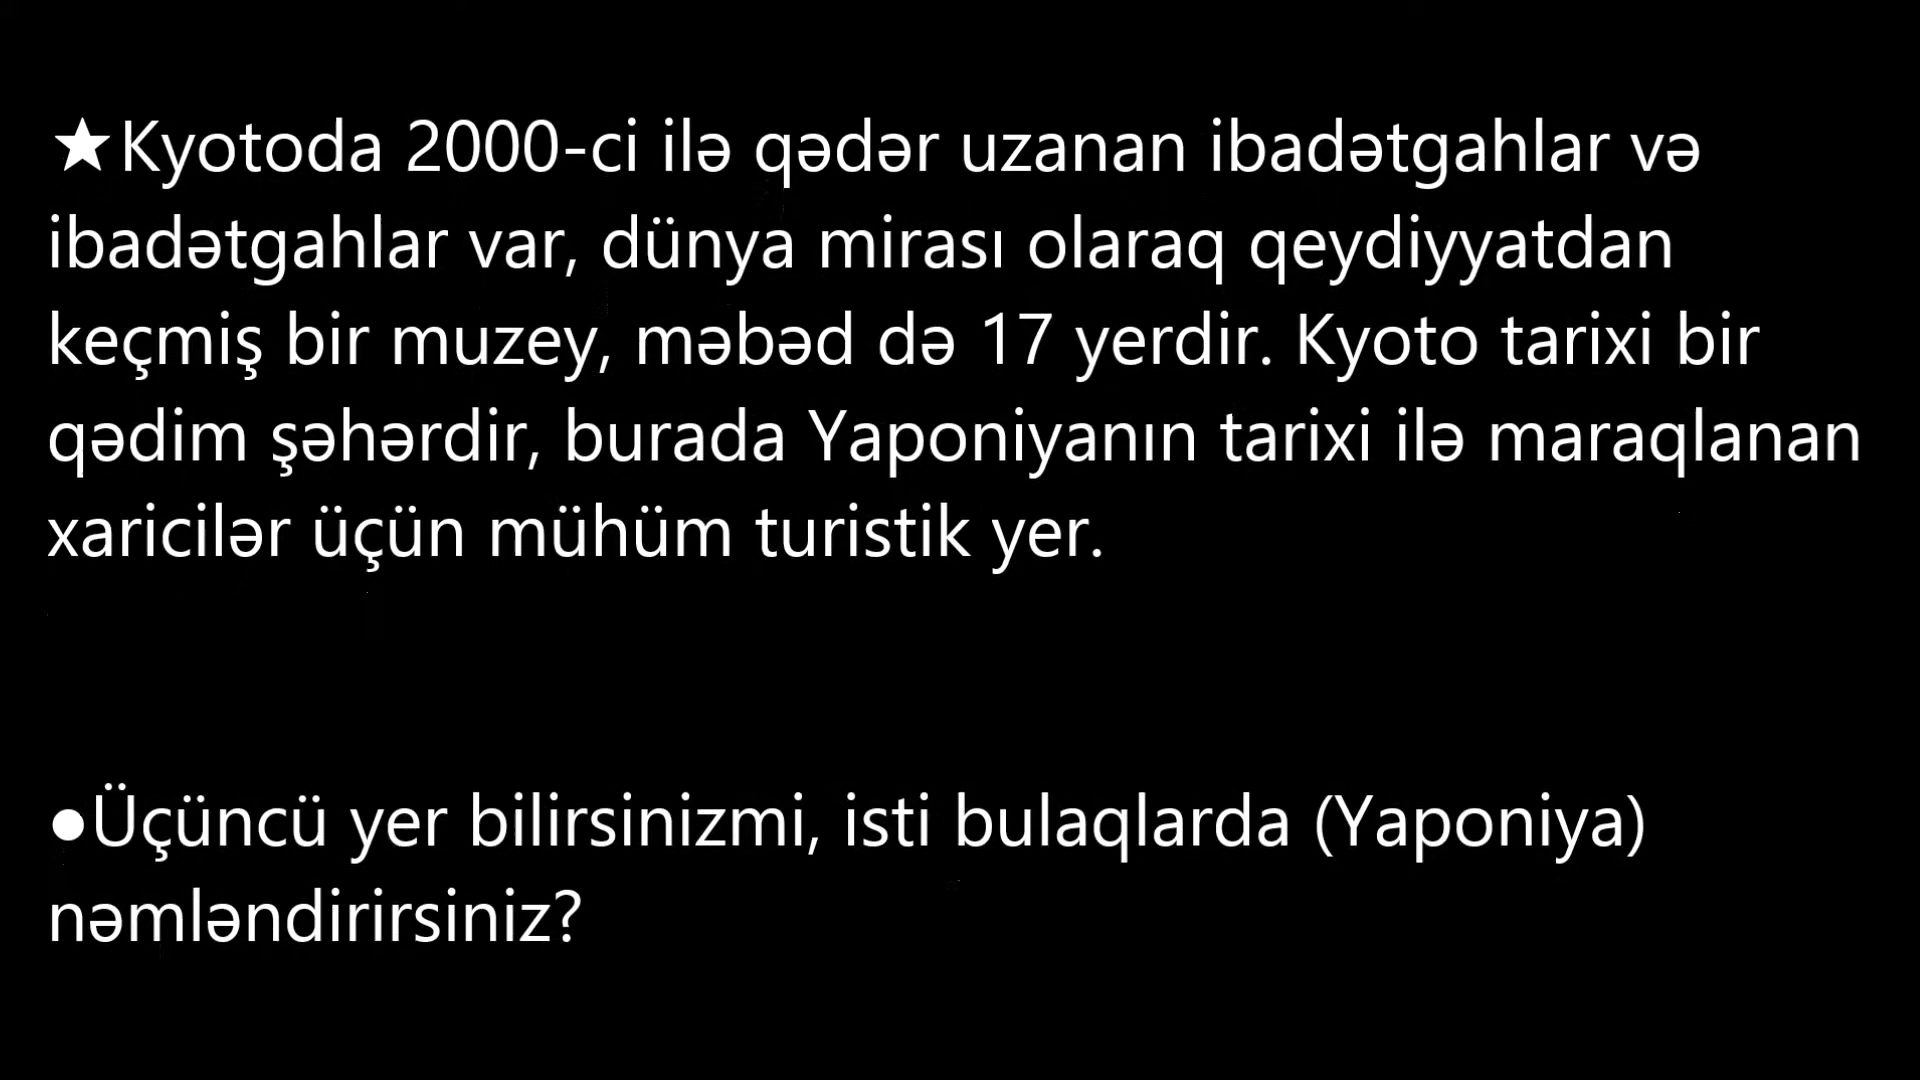 ★Kyotoda 2000-ci ilə qədər uzanan ibadətgahlar və
ibadətgahlar var, dünya mirası olaraq qeydiyyatdan
keçmiş bir muzey, məbəd də 17 yerdir. Kyoto tarixi bir
qədim şəhərdir, burada Yaponiyanın tarixi ilə maraqlanan
xaricilər üçün mühüm turistik yer.
●Üçüncü yer bilirsinizmi, isti bulaqlarda (Yaponiya)
nəmləndirirsiniz?